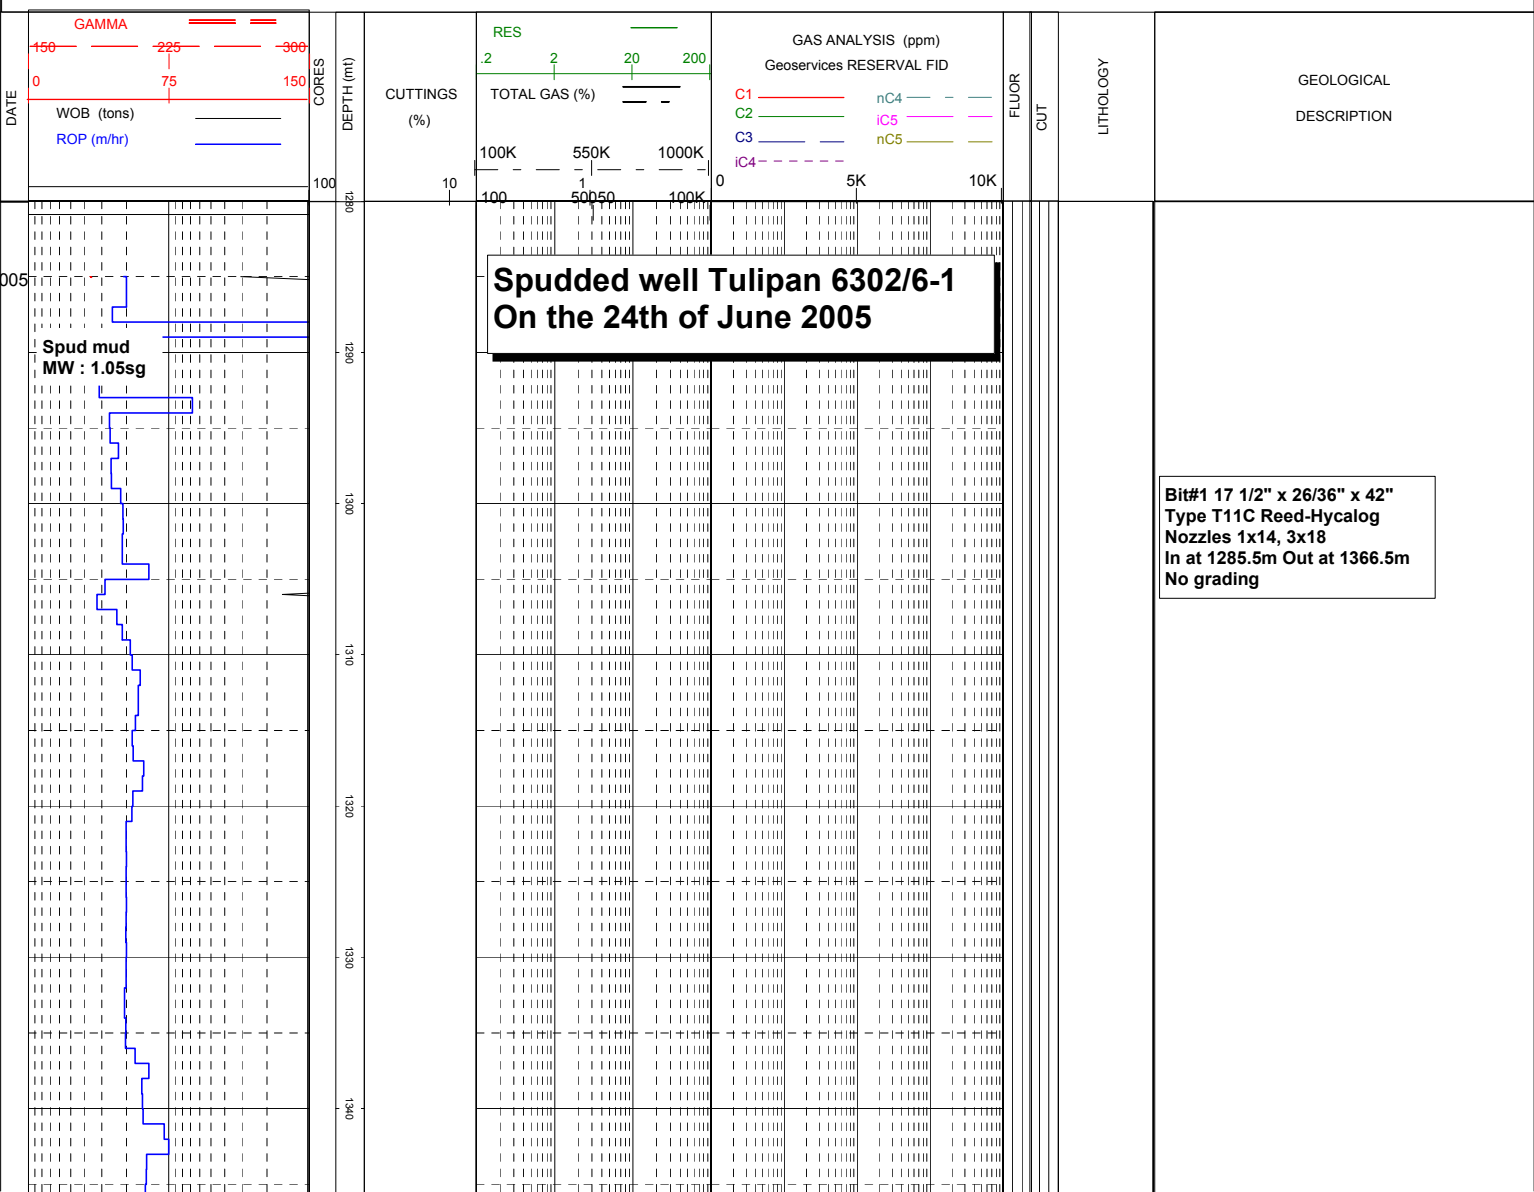 GAMMA
150 225 300
0 75 150
WOB (tons)
ROP (m/hr)
DATE
CORES
100
DEPTH (mt)
CUTTINGS
(%)
10
RES
.2 2 20 200
TOTAL GAS (%)
100K 550K 1000K
1
100 50050 100K
GAS ANALYSIS (ppm)
Geoservices RESERVAL FID
C1 nC4
C2 iC5
C3 nC5
iC4
0 5K 10K
FLUOR
CUT
LITHOLOGY
GEOLOGICAL
DESCRIPTION
1280
005
Spudded well Tulipan 6302/6-1
On the 24th of June 2005
Spud mud
MW : 1.05sg
1290
1300
Bit#1 17 1/2" x 26/36" x 42"
Type T11C Reed-Hycalog
Nozzles 1x14, 3x18
In at 1285.5m Out at 1366.5m
No grading
1310
1320
1330
1340